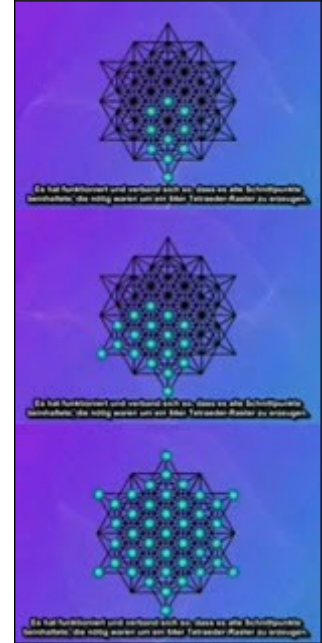 Es hat funktioniert und verband sich so, dass es alle Schnittpunkte
beinhaltete, die nötig waren um ein 64er Tetraeder-Raster zu erzeugen.
Es hat funktioniert und verband sich so, dass es alle Schnittpunkte
beinhaltete, die nötig waren um ein 64er Tetraeder-Raster zu erzeugen.
Es hat funktioniert und verband sich so, dass es alle Schnittpunkte
beinhaltete, die nötig waren um ein 64er Tetraeder-Raster zu erzeugen.